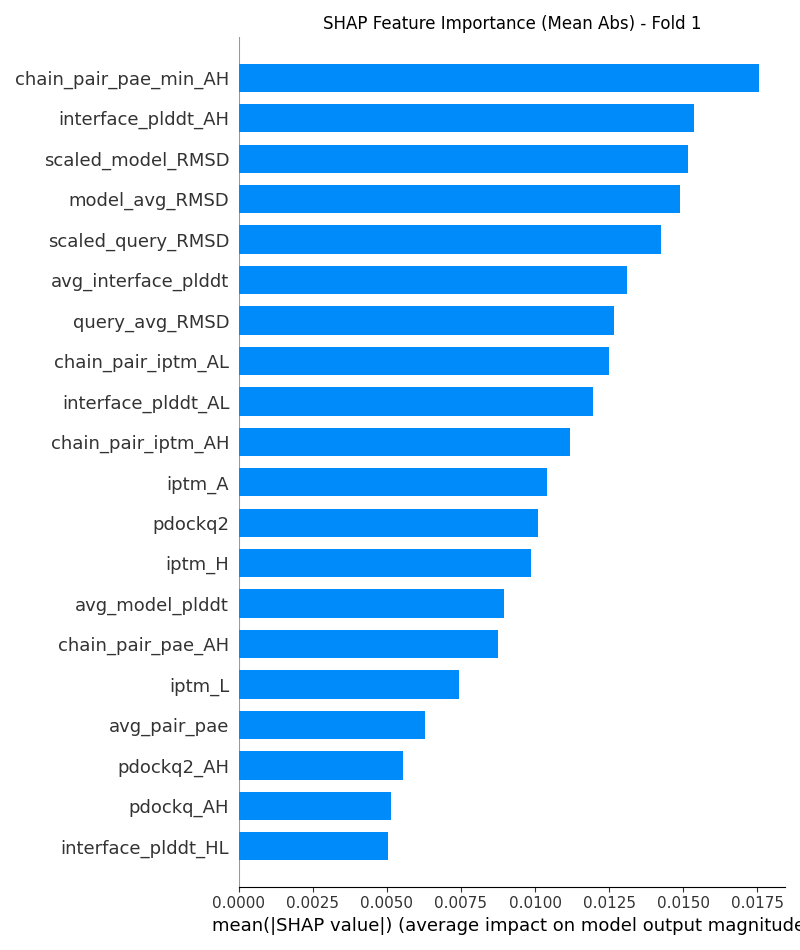 SHAP Feature Importance (Mean Abs) - Fold 1
chain_pair_pae_min_AH
interface_plddt_AH
scaled_model_RMSD
model_avg_RMSD
scaled_query_RMSD
avg_interface_plddt
query_avg_RMSD
chain_pair_iptm_AL
interface_plddt_AL
chain_pair_iptm_AH
iptm_A
pdockq2
iptm_H
avg_model_plddt
chain_pair_pae_AH
iptm_L
avg_pair_pae
pdockq2_AH
pdockq_AH
interface_plddt_HL
0.0000 0.0025 0.0050 0.0075 0.0100 0.0125 0.0150 0.0175
mean(|SHAP value|) (average impact on model output magnitude